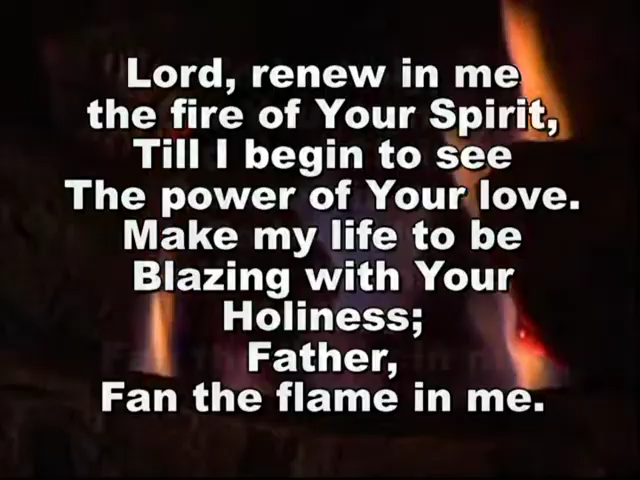 Lord, renew in me
the fire of Your Spirit,
Till I begin to see
The power of Your love.
Make my life to be
Blazing with Your
Holiness;
Father,
Fan the flame in me.